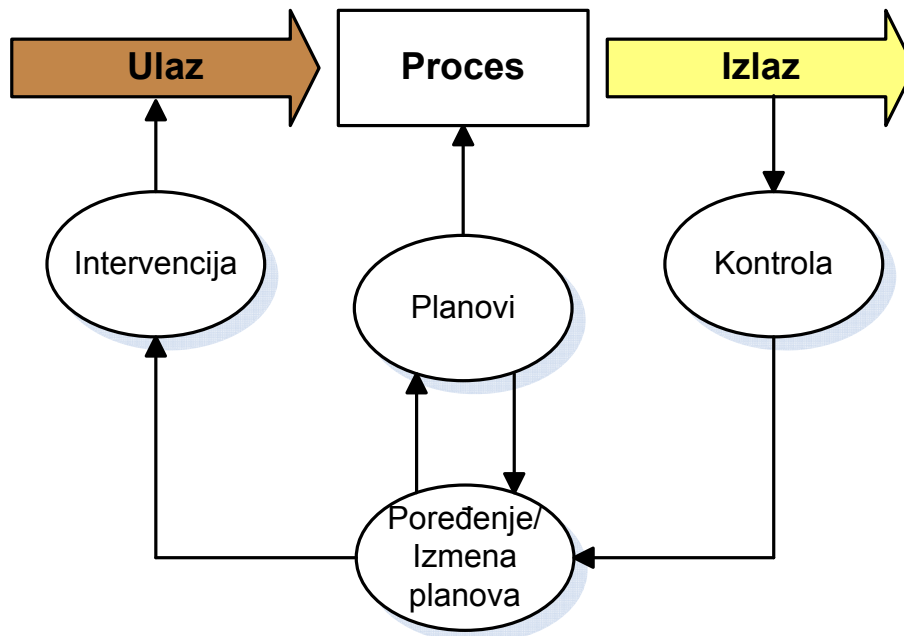 Ulaz
Proces
Izlaz
Intervencija
Planovi
Kontrola
Poređenje/
Izmena
planova